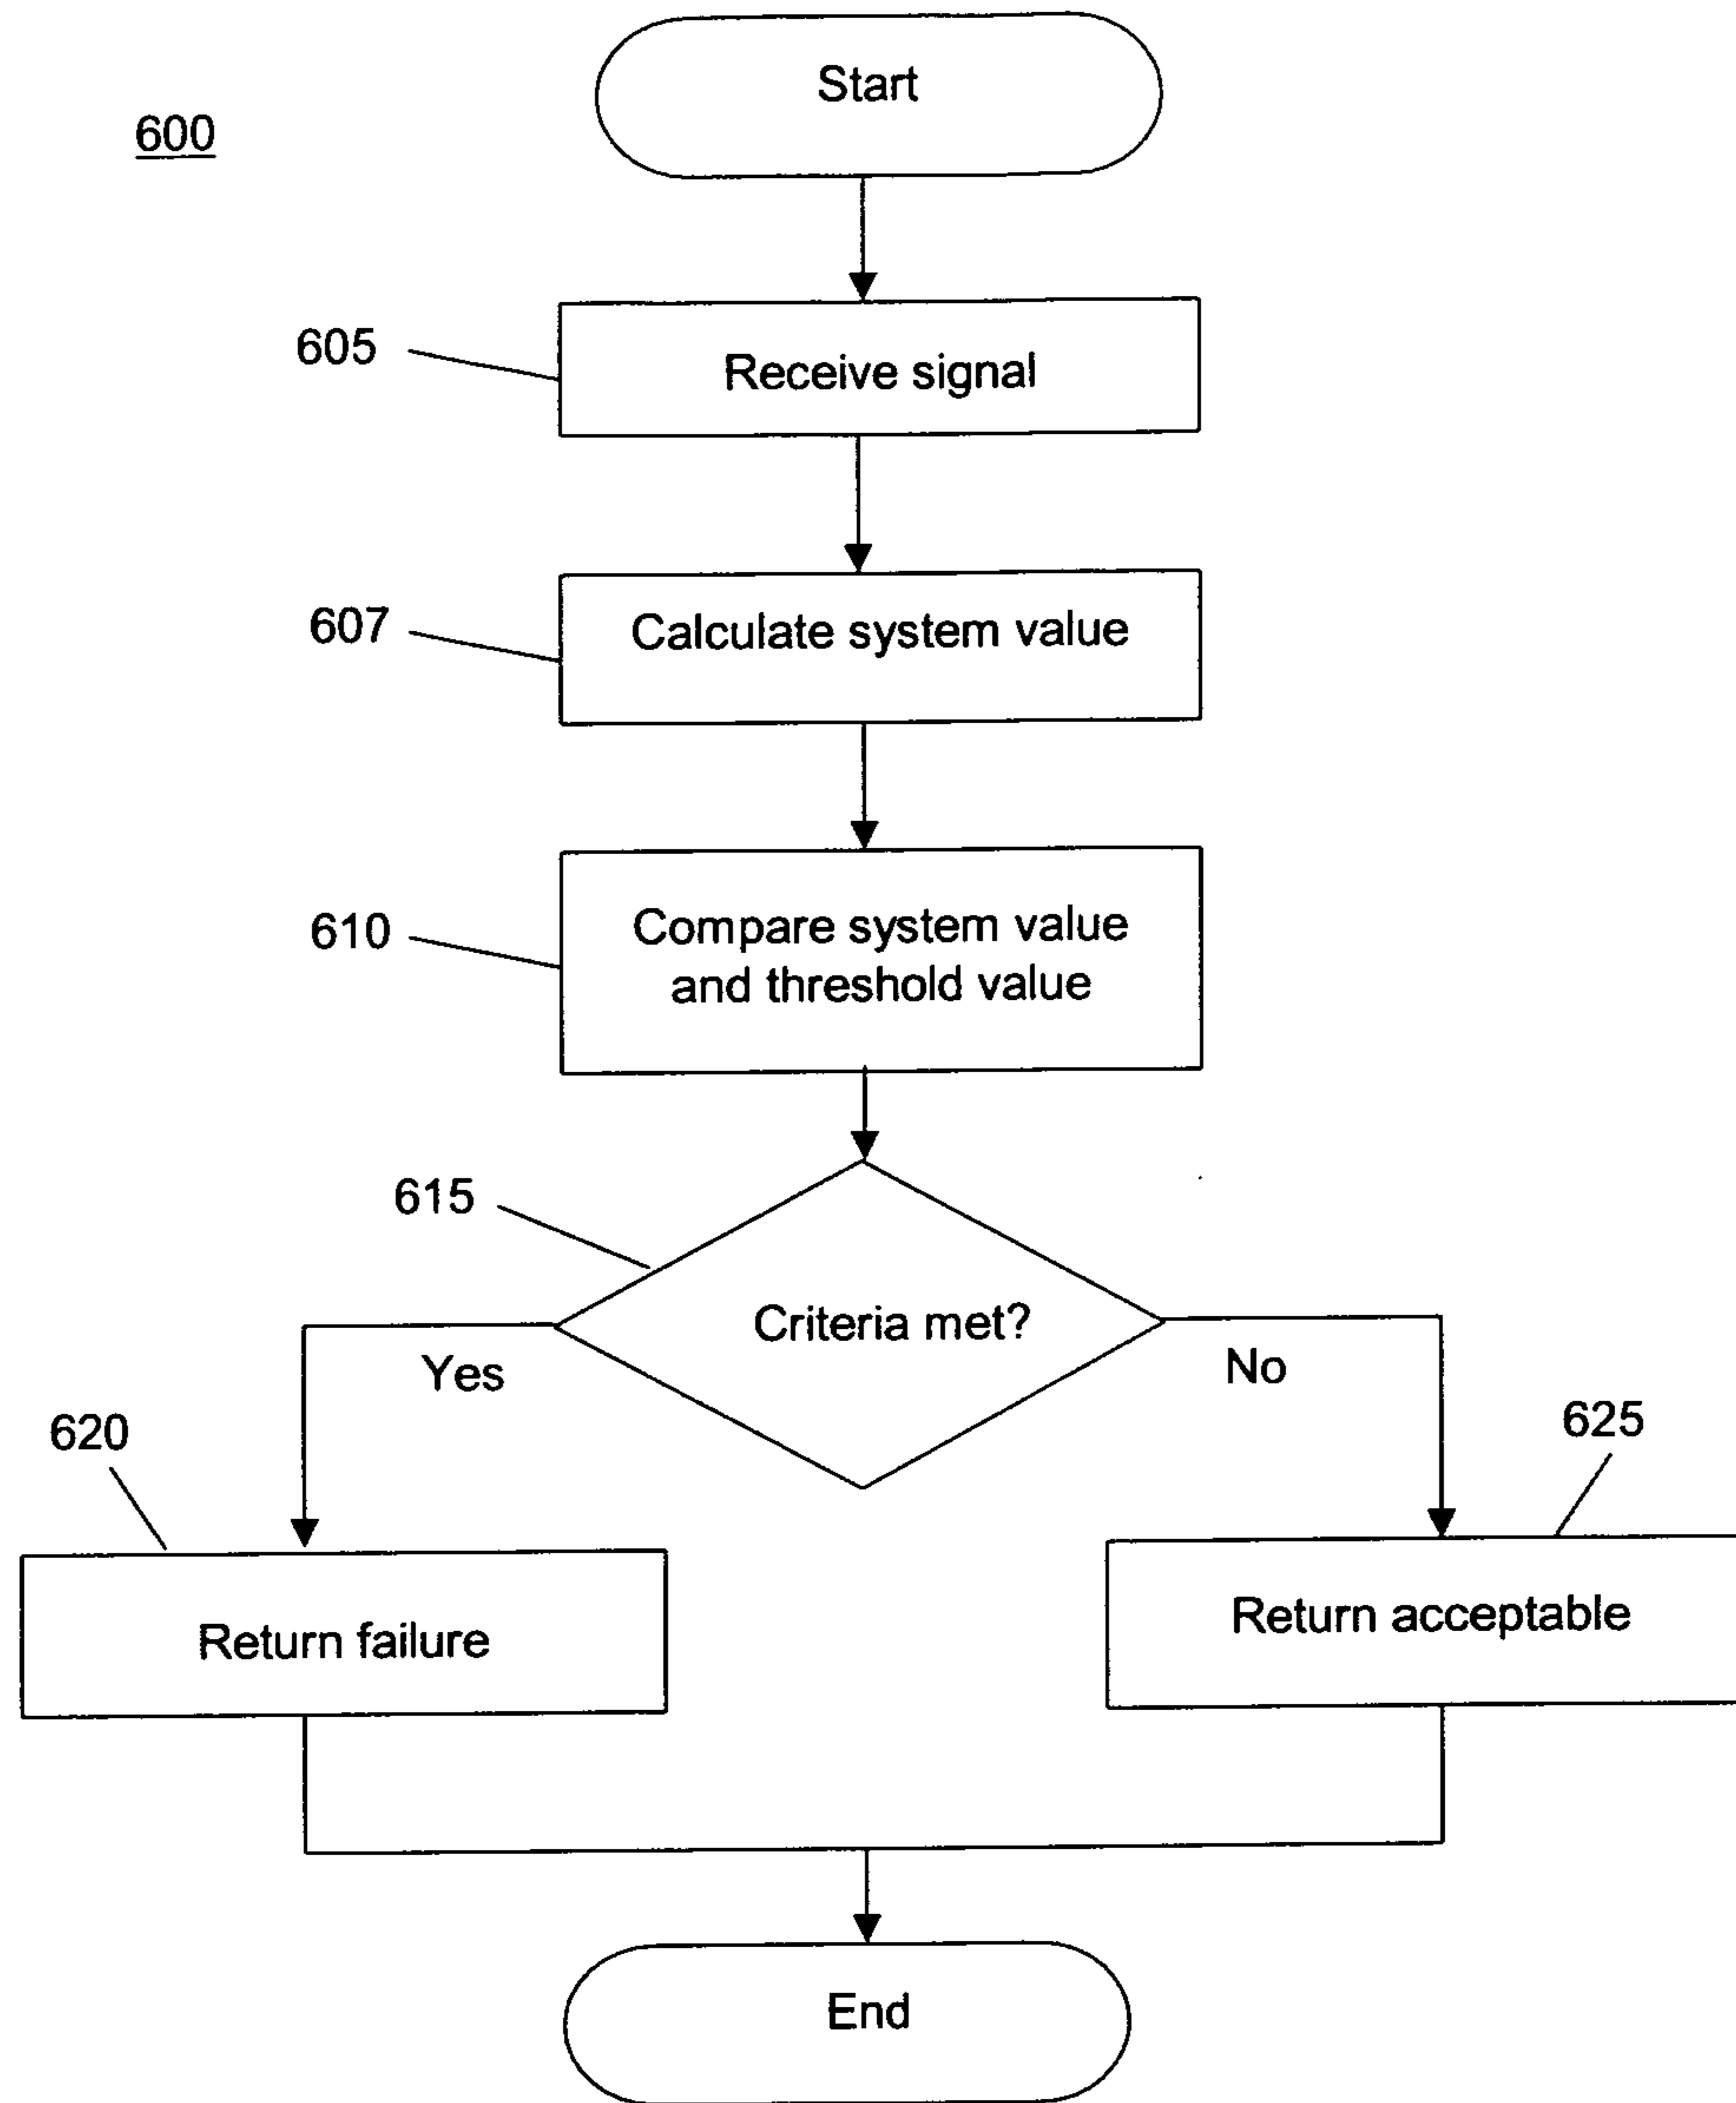 600
Start
605
Receive signal
607
Calculate system value
610
Compare system value
and threshold value
615
Criteria met?
Yes
No
620
625
Return failure
Return acceptable
End